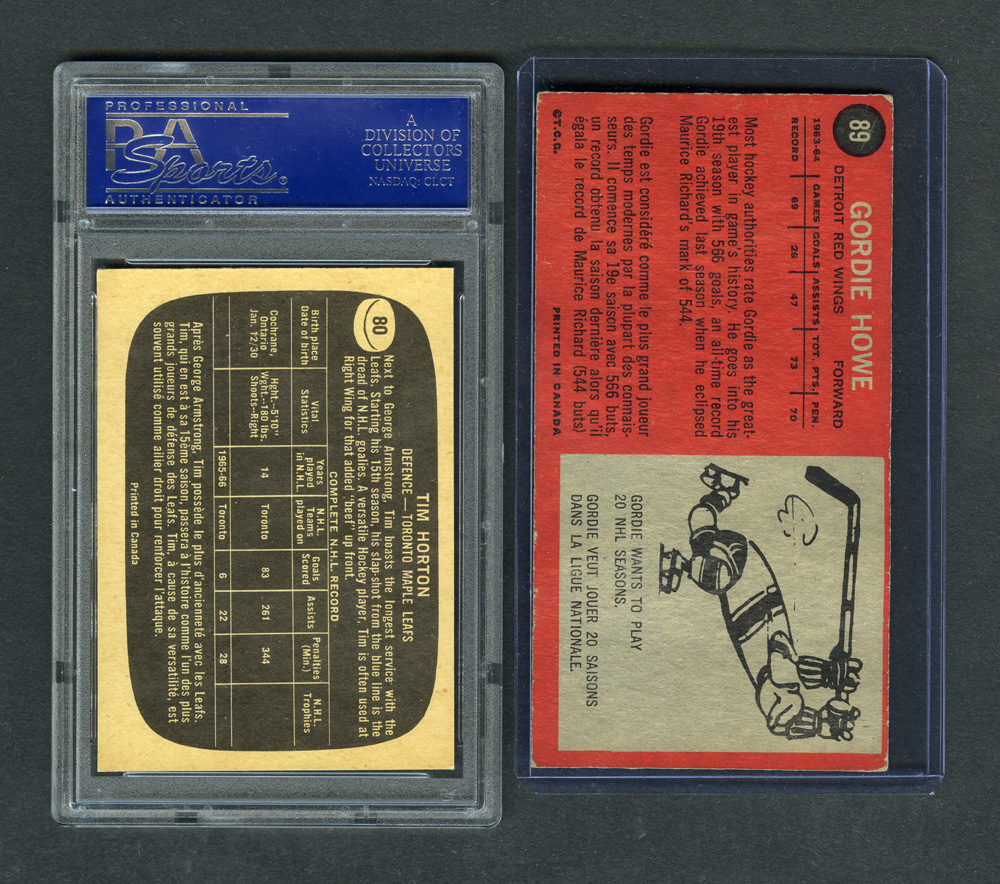 PROFESSIONAL
PSA
Sports®
AUTHENTICATOR
A
DIVISION OF
COLLECTORS
UNIVERSE
NASDAQ: CLCT
80
TIM HORTON
DEFENCE—TORONTO MAPLE LEAFS
Next to George Armstrong, Tim boasts the longest service with the
Leafs. Starting his 15th season, his slap-shot from the blue line is the
dread of N.H.L. goalies. A versatile Hockey player, Tim is often used at
Right Wing for that added "beef" up front.
COMPLETE N.H.L. RECORD
Birth place Date of birth | Vital Statistics | Years played in N.H.L. | N.H.L. Teams played on | Goals Scored | Assists | Penalties (Min.) | N.H.L. Trophies
Cochrane, Ontario Jan. 12/30 | Hght.--5'10" Wght.--180 lbs. Shoots--Right | 14 | Toronto | 83 | 261 | 344
1965-66 | Toronto | 6 | 22 | 28
Après George Armstrong, Tim possède le plus d'ancienneté avec les Leafs.
Tim, qui en est à sa 15ème saison, passera à l'histoire comme l'un des plus
grands joueurs de défense des Leafs. Tim, à cause de sa versatilité, est
souvent utilisé comme ailier droit pour renforcer l'attaque.
Printed in Canada
89
GORDIE HOWE
DETROIT RED WINGS FORWARD
1963-64 | GAMES | GOALS | ASSISTS | TOT. PTS. | PEN.
RECORD 69 26 47 73 70
Most hockey authorities rate Gordie as the great-
est player in game's history. He goes into his
19th season with 566 goals, an all-time record
Gordie achieved last season when he eclipsed
Maurice Richard's mark of 544.
Gordie est considéré comme le plus grand joueur
des temps modernes par la plupart des connais-
seurs. Il comence sa 19e saison avec 566 buts,
un record obtenu la saison dernière alors qu'il
égala le record de Maurice Richard (544 buts)
©T.C.G. PRINTED IN CANADA
GORDIE WANTS TO PLAY
20 NHL SEASONS.
GORDIE VEUT JOUER 20 SAISONS
DANS LA LIGUE NATIONALE.